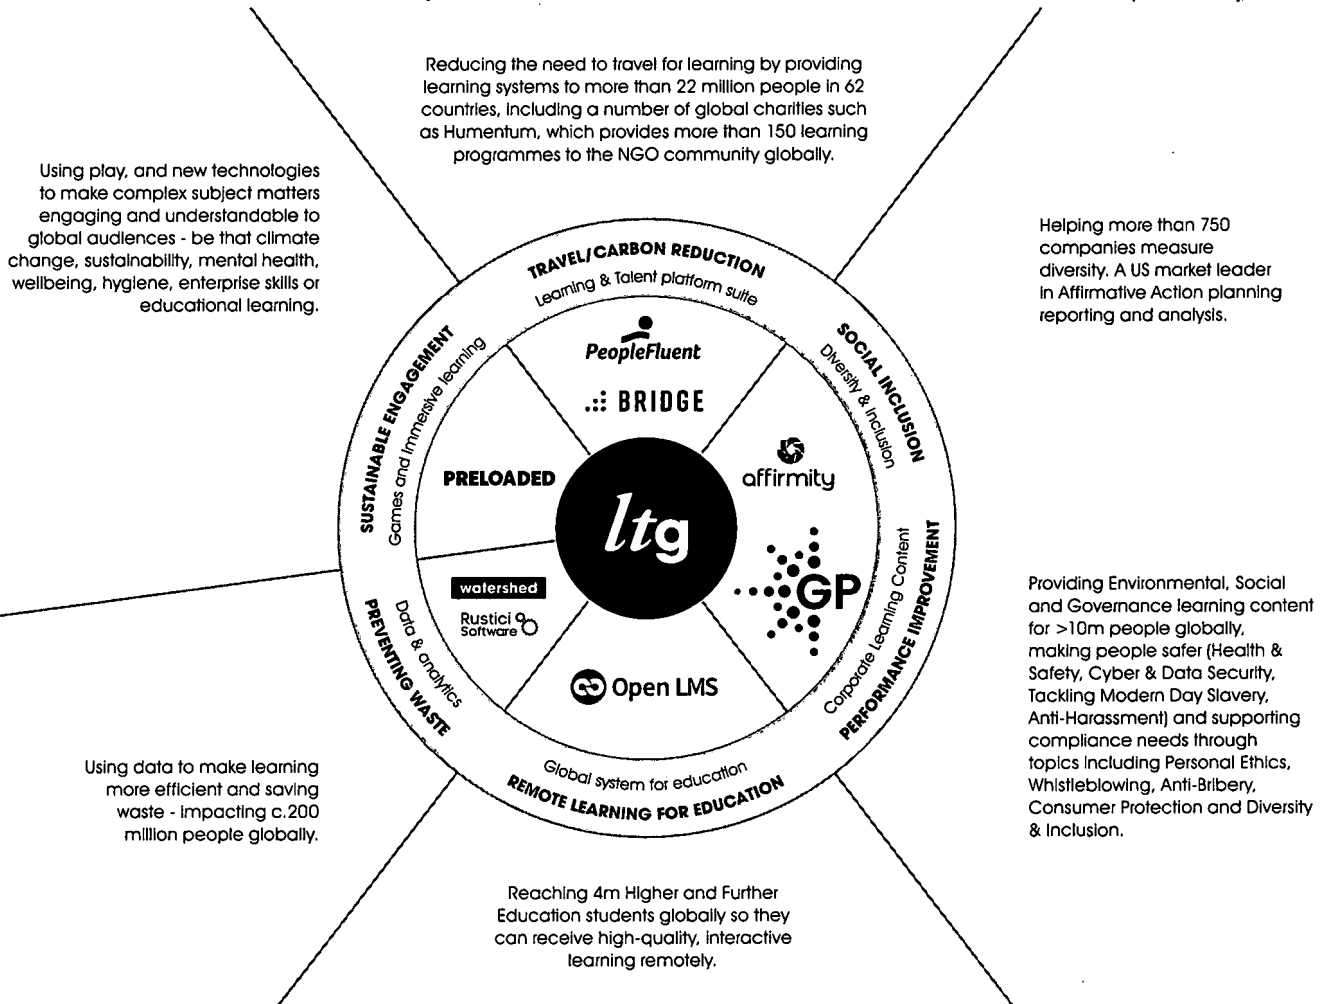 Reducing the need to travel for learning by providing
learning systems to more than 22 million people in 62
countries, including a number of global charities such
as Humentum, which provides more than 150 learning
programmes to the NGO community globally.
Using play, and new technologies
to make complex subject matters
engaging and understandable to
global audiences - be that climate
change, sustainability, mental health,
wellbeing, hygiene, enterprise skills or
educational learning.
Helping more than 750
companies measure
diversity. A US market leader
in Affirmative Action planning
reporting and analysis.
TRAVEL/CARBON REDUCTION
Learning & Talent platform suite
SOCIAL INCLUSION
Diversity & Inclusion
SUSTAINABLE ENGAGEMENT
Games and immersive learning
PeopleFluent
BRIDGE
PRELOADED
affirmity
ltg
GP
watershed
Rustici
Software
Open LMS
PERFORMANCE IMPROVEMENT
Corporate Learning Content
PREVENTING WASTE
Data & analytics
Global system for education
REMOTE LEARNING FOR EDUCATION
Providing Environmental, Social
and Governance learning content
for >10m people globally,
making people safer (Health &
Safety, Cyber & Data Security,
Tackling Modern Day Slavery,
Anti-Harassment) and supporting
compliance needs through
topics including Personal Ethics,
Whistleblowing, Anti-Bribery,
Consumer Protection and Diversity
& Inclusion.
Using data to make learning
more efficient and saving
waste - impacting c.200
million people globally.
Reaching 4m Higher and Further
Education students globally so they
can receive high-quality, interactive
learning remotely.